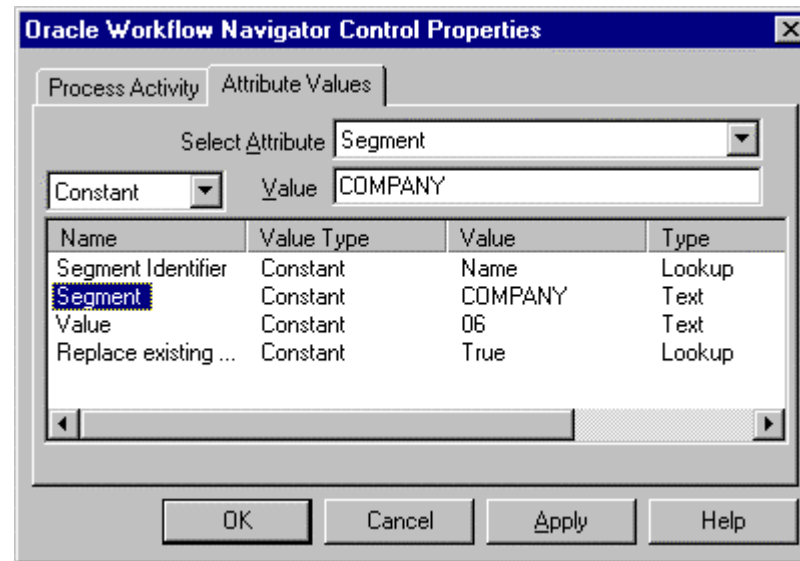 Oracle Workflow Navigator Control Properties
Process Activity Attribute Values
Select Attribute Segment
Constant Value COMPANY
Name Value Type Value Type
Segment Identifier Constant Name Lookup
Segment Constant COMPANY Text
Value Constant 06 Text
Replace existing ... Constant True Lookup
OK Cancel Apply Help